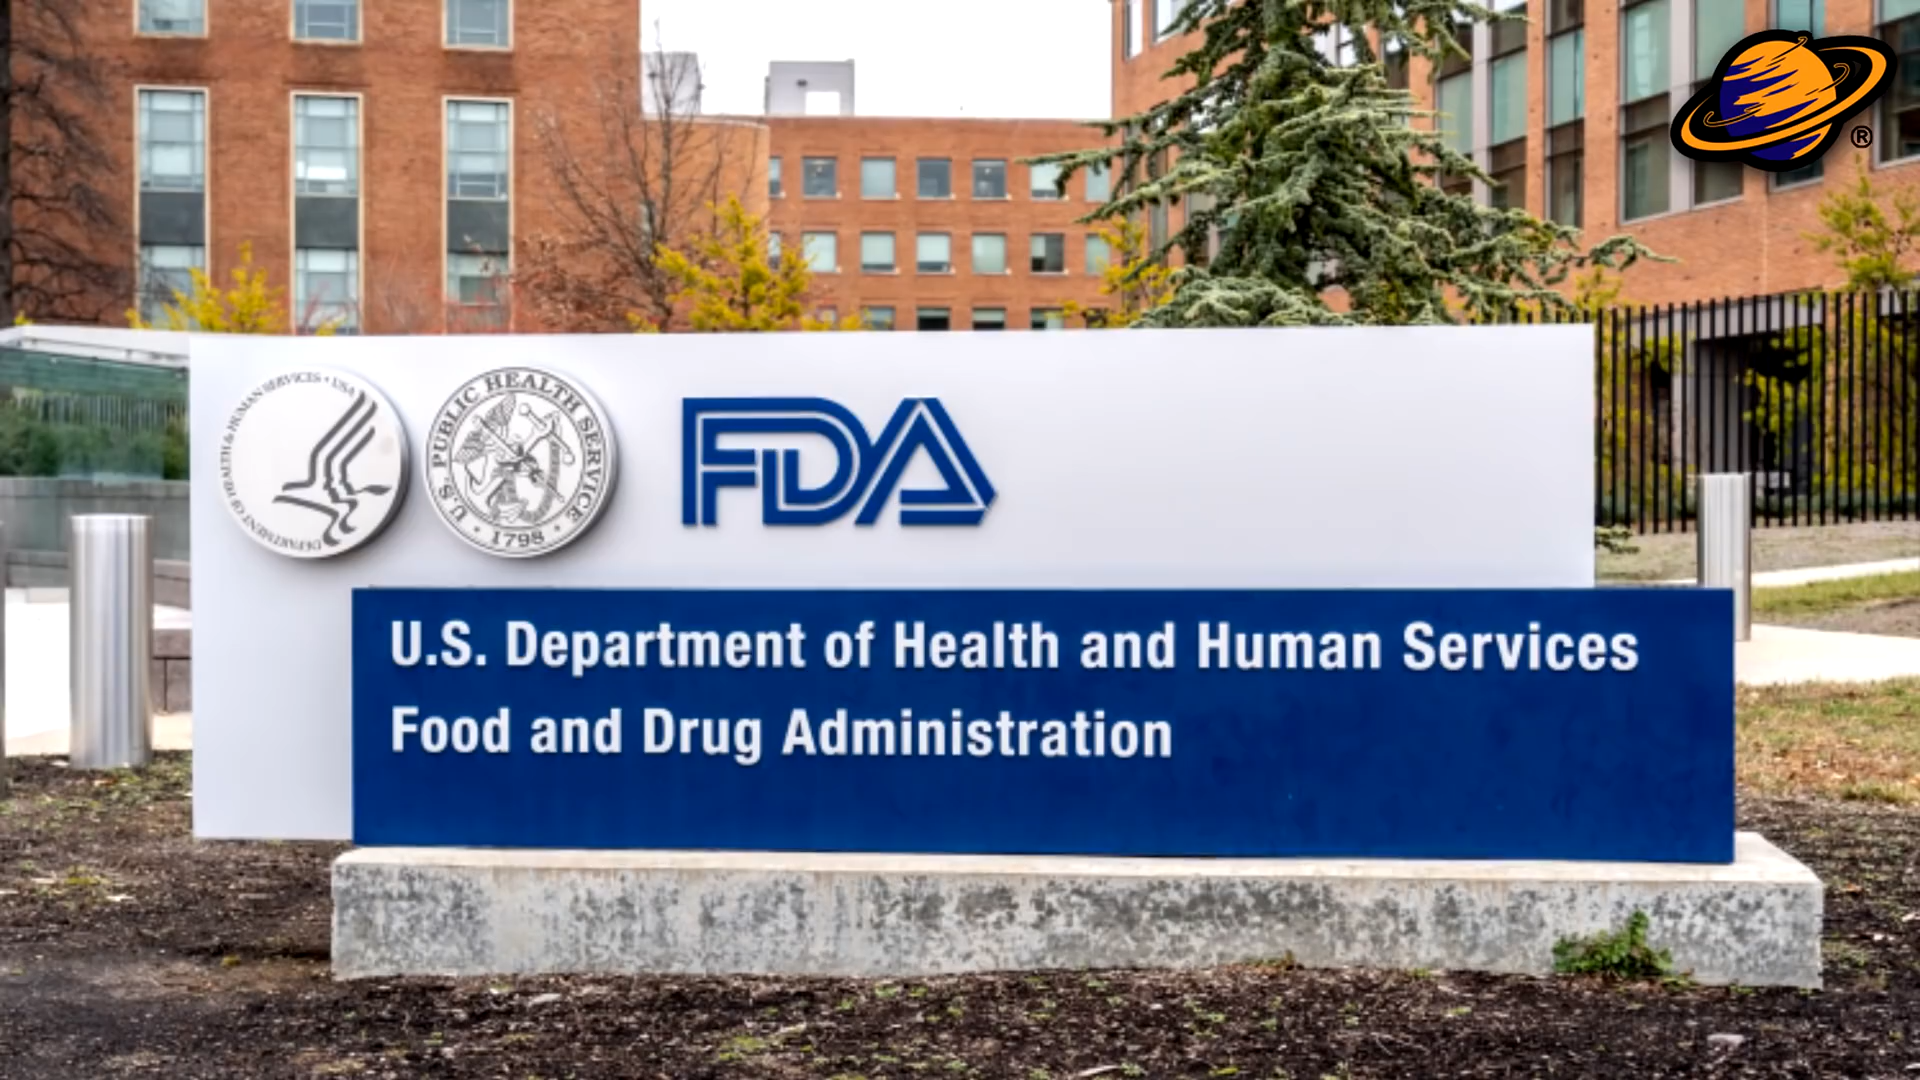 DEPARTMENT OF HEALTH & HUMAN SERVICES • USA
U.S. PUBLIC HEALTH SERVICE
• 1798 •
FDA
U.S. Department of Health and Human Services
Food and Drug Administration
®